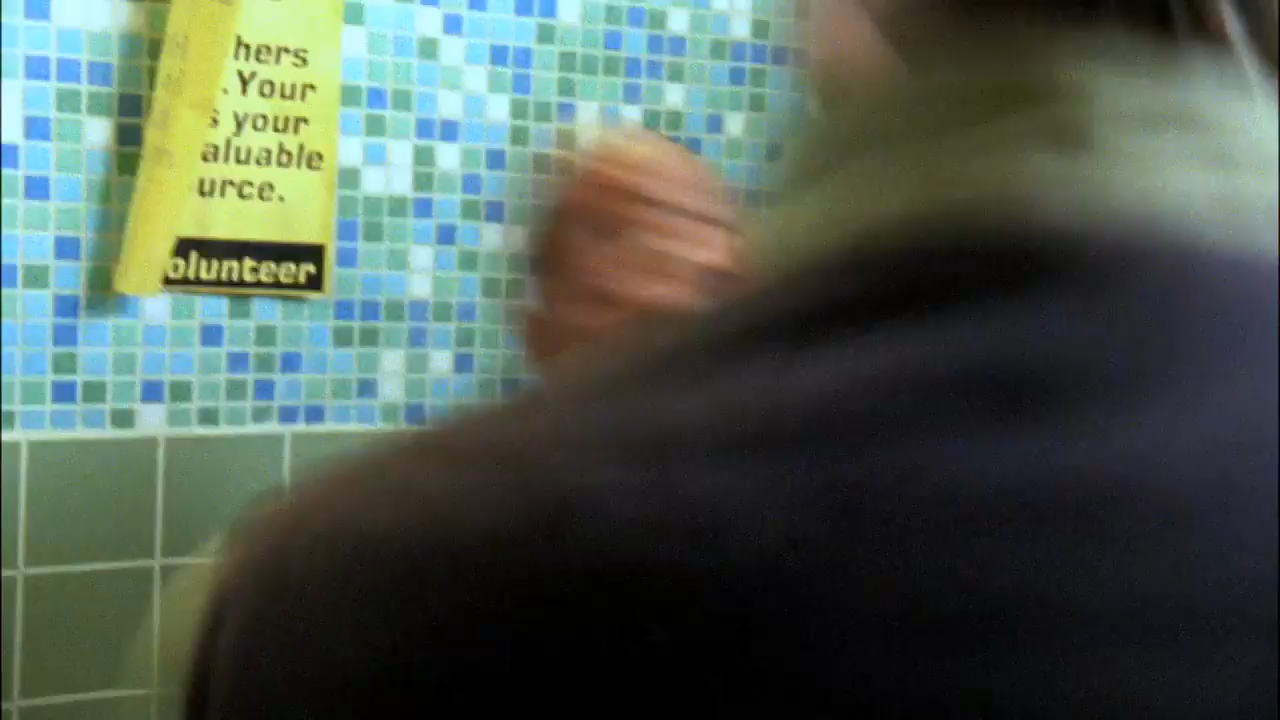 hers
. Your
s your
aluable
urce.
olunteer